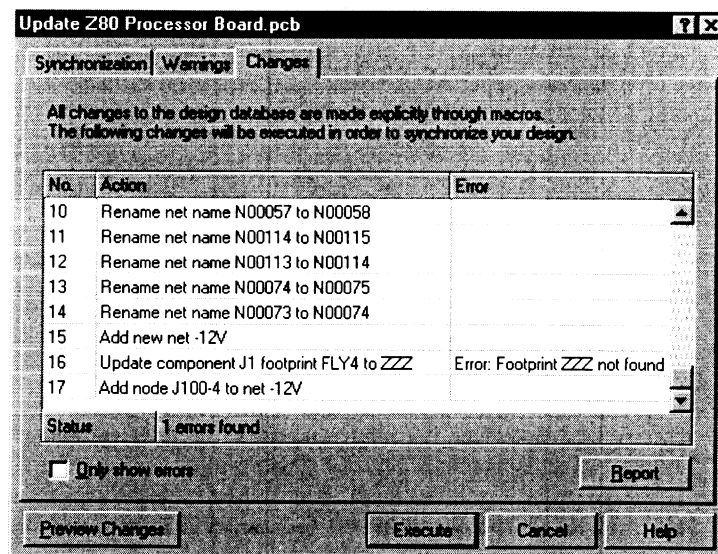 Update Z80 Processor Board.pcb
Synchronization Warnings Changes
All changes to the design database are made explicitly through macros.
The following changes will be executed in order to synchronize your design.
No. Action Error
10 Rename net name N00057 to N00058
11 Rename net name N00114 to N00115
12 Rename net name N00113 to N00114
13 Rename net name N00074 to N00075
14 Rename net name N00073 to N00074
15 Add new net -12V
16 Update component J1 footprint FLY4 to ZZZ Error: Footprint ZZZ not found
17 Add node J100-4 to net -12V
Status 1 errors found
Only show errors Report
Preview Changes Execute Cancel Help